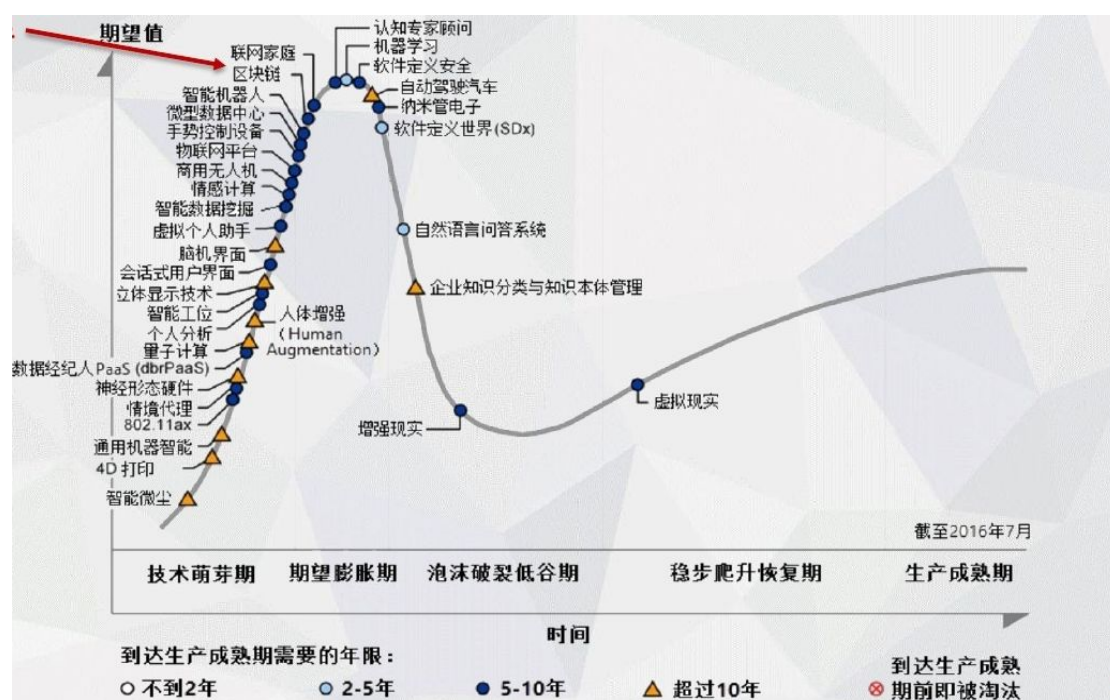 期望值
认知专家顾问
机器学习
联网家庭
软件定义安全
区块链
自动驾驶汽车
智能机器人
纳米管电子
微型数据中心
手势控制设备
软件定义世界(SDx)
物联网平台
商用无人机
情感计算
智能数据挖掘
虚拟个人助手
自然语言问答系统
脑机界面
会话式用户界面
企业知识分类与知识本体管理
立体显示技术
智能工位
人体增强
(Human
Augmentation)
个人分析
量子计算
数据经纪人PaaS (dbrPaaS)
神经形态硬件
情境代理
802.11ax
增强现实
虚拟现实
通用机器智能
4D 打印
智能微尘
截至2016年7月
技术萌芽期 期望膨胀期 泡沫破裂低谷期 稳步爬升恢复期 生产成熟期
时间
到达生产成熟期需要的年限：
不到2年 2-5年 5-10年 超过10年
到达生产成熟
期前即被淘汰